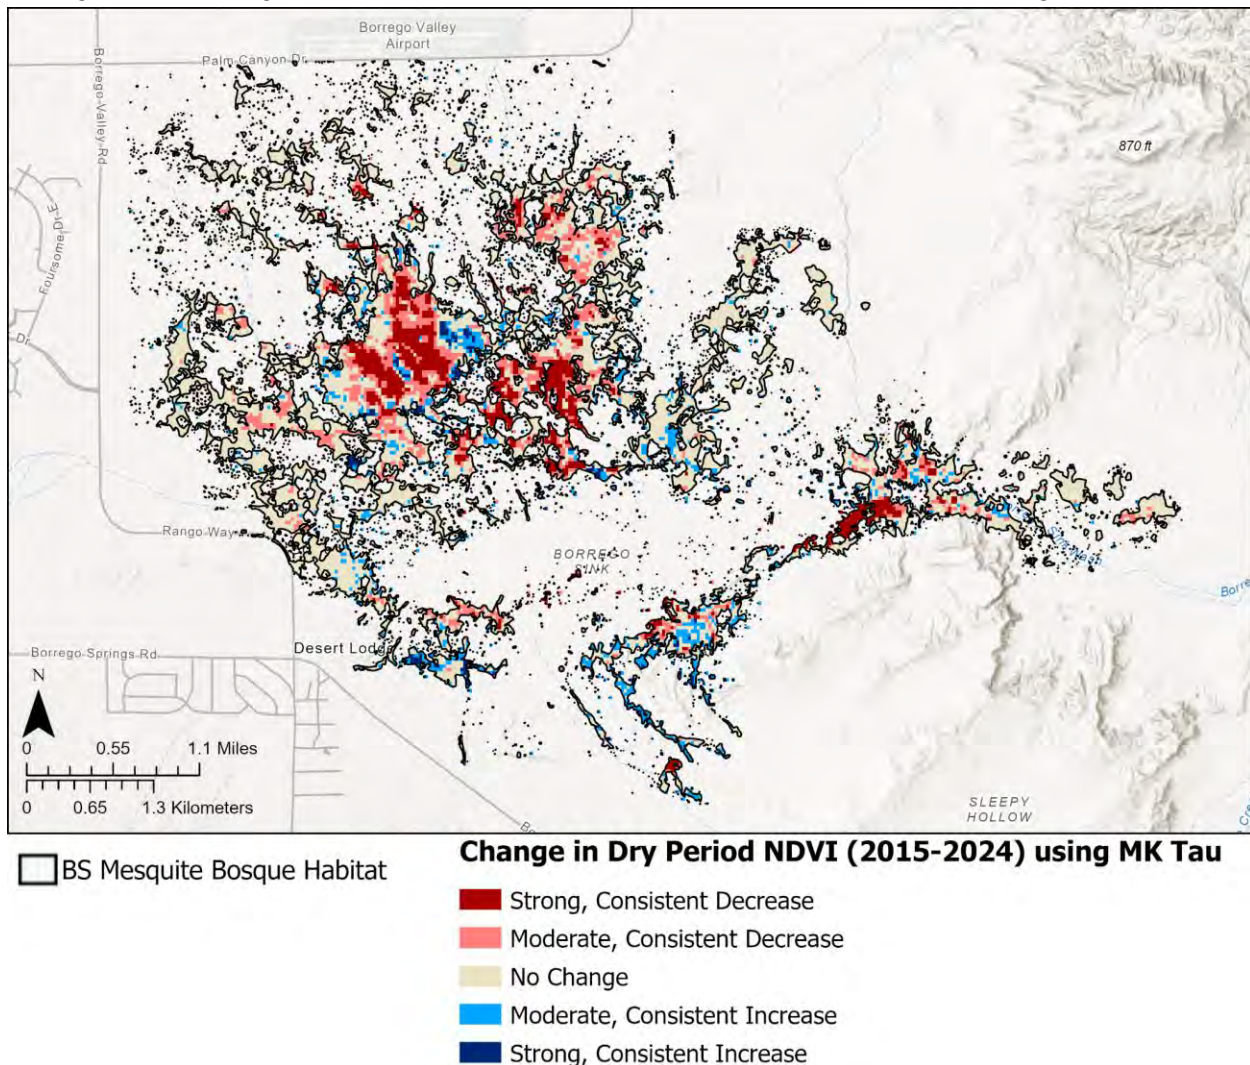 Borrego Valley
Airport
Palm Canyon Dr
Borrego-Valley-Rd
870 ft
Foursome-Dr-E
Dr
Rango Way
BORREGO
SINK
Borre
Desert Lodge
Borrego Springs Rd
N
0 0.55 1.1 Miles
0 0.65 1.3 Kilometers
SLEEPY
HOLLOW
BS Mesquite Bosque Habitat
Change in Dry Period NDVI (2015-2024) using MK Tau
Strong, Consistent Decrease
Moderate, Consistent Decrease
No Change
Moderate, Consistent Increase
Strong, Consistent Increase